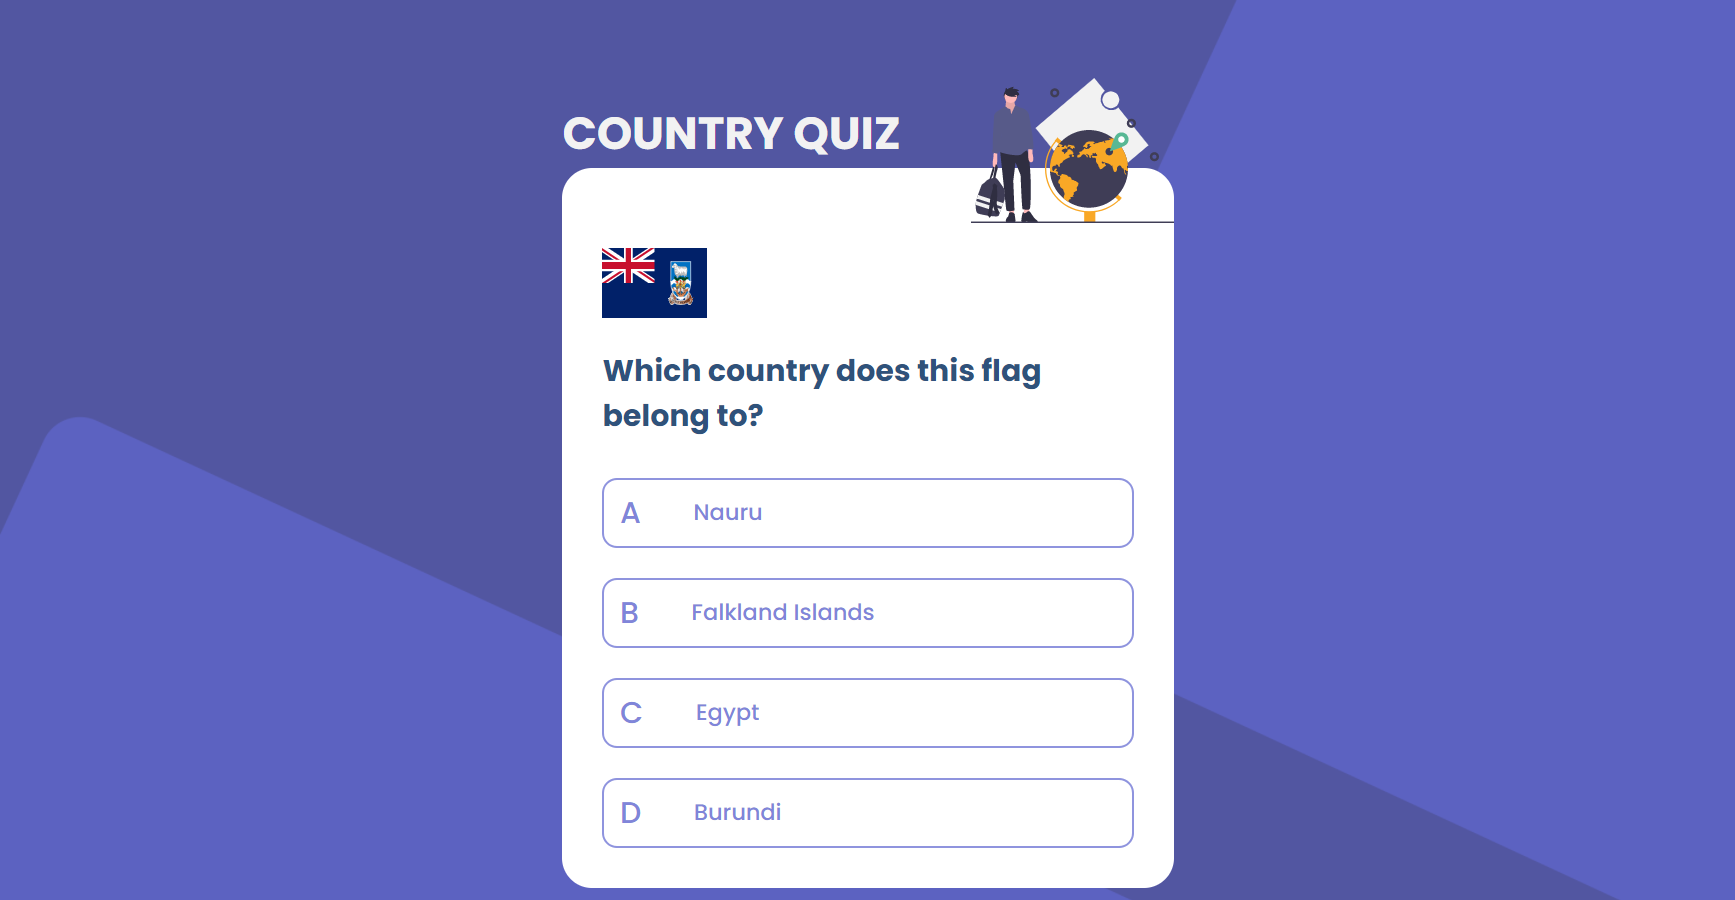 COUNTRY QUIZ
Which country does this flag
belong to?
A Nauru
B Falkland Islands
C Egypt
D Burundi